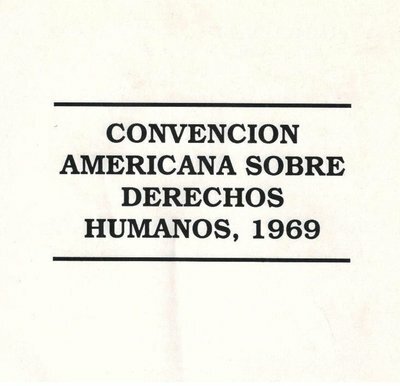 CONVENCION
AMERICANA SOBRE
DERECHOS
HUMANOS, 1969